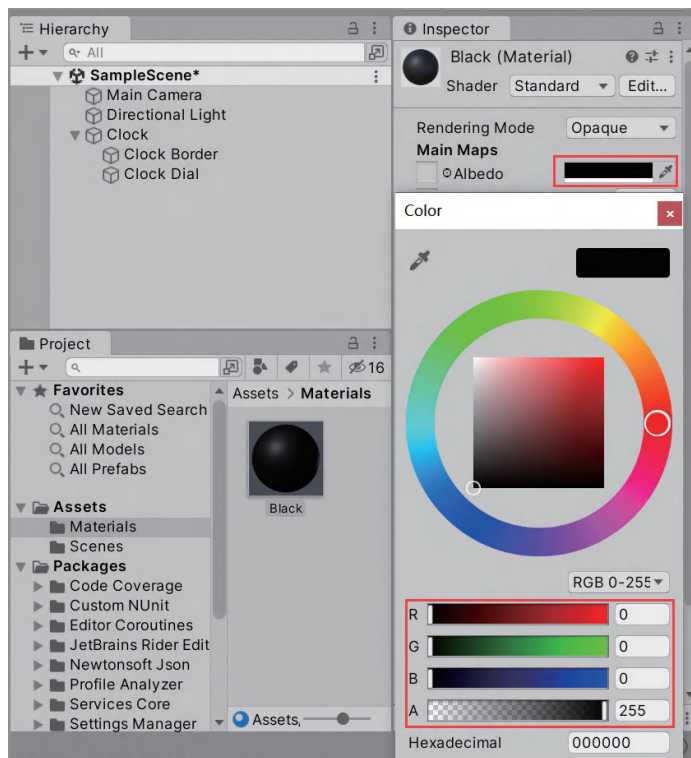 Hierarchy
All
SampleScene*
Main Camera
Directional Light
Clock
Clock Border
Clock Dial
Project
16
Favorites
New Saved Search
All Materials
All Models
All Prefabs
Assets
Materials
Scenes
Packages
Code Coverage
Custom NUnit
Editor Coroutines
JetBrains Rider Edit
Newtonsoft Json
Profile Analyzer
Services Core
Settings Manager
Assets > Materials
Black
Assets,
Inspector
Black (Material)
Shader Standard Edit...
Rendering Mode Opaque
Main Maps
Albedo
Color
x
RGB 0-255
R 0
G 0
B 0
A 255
Hexadecimal 000000